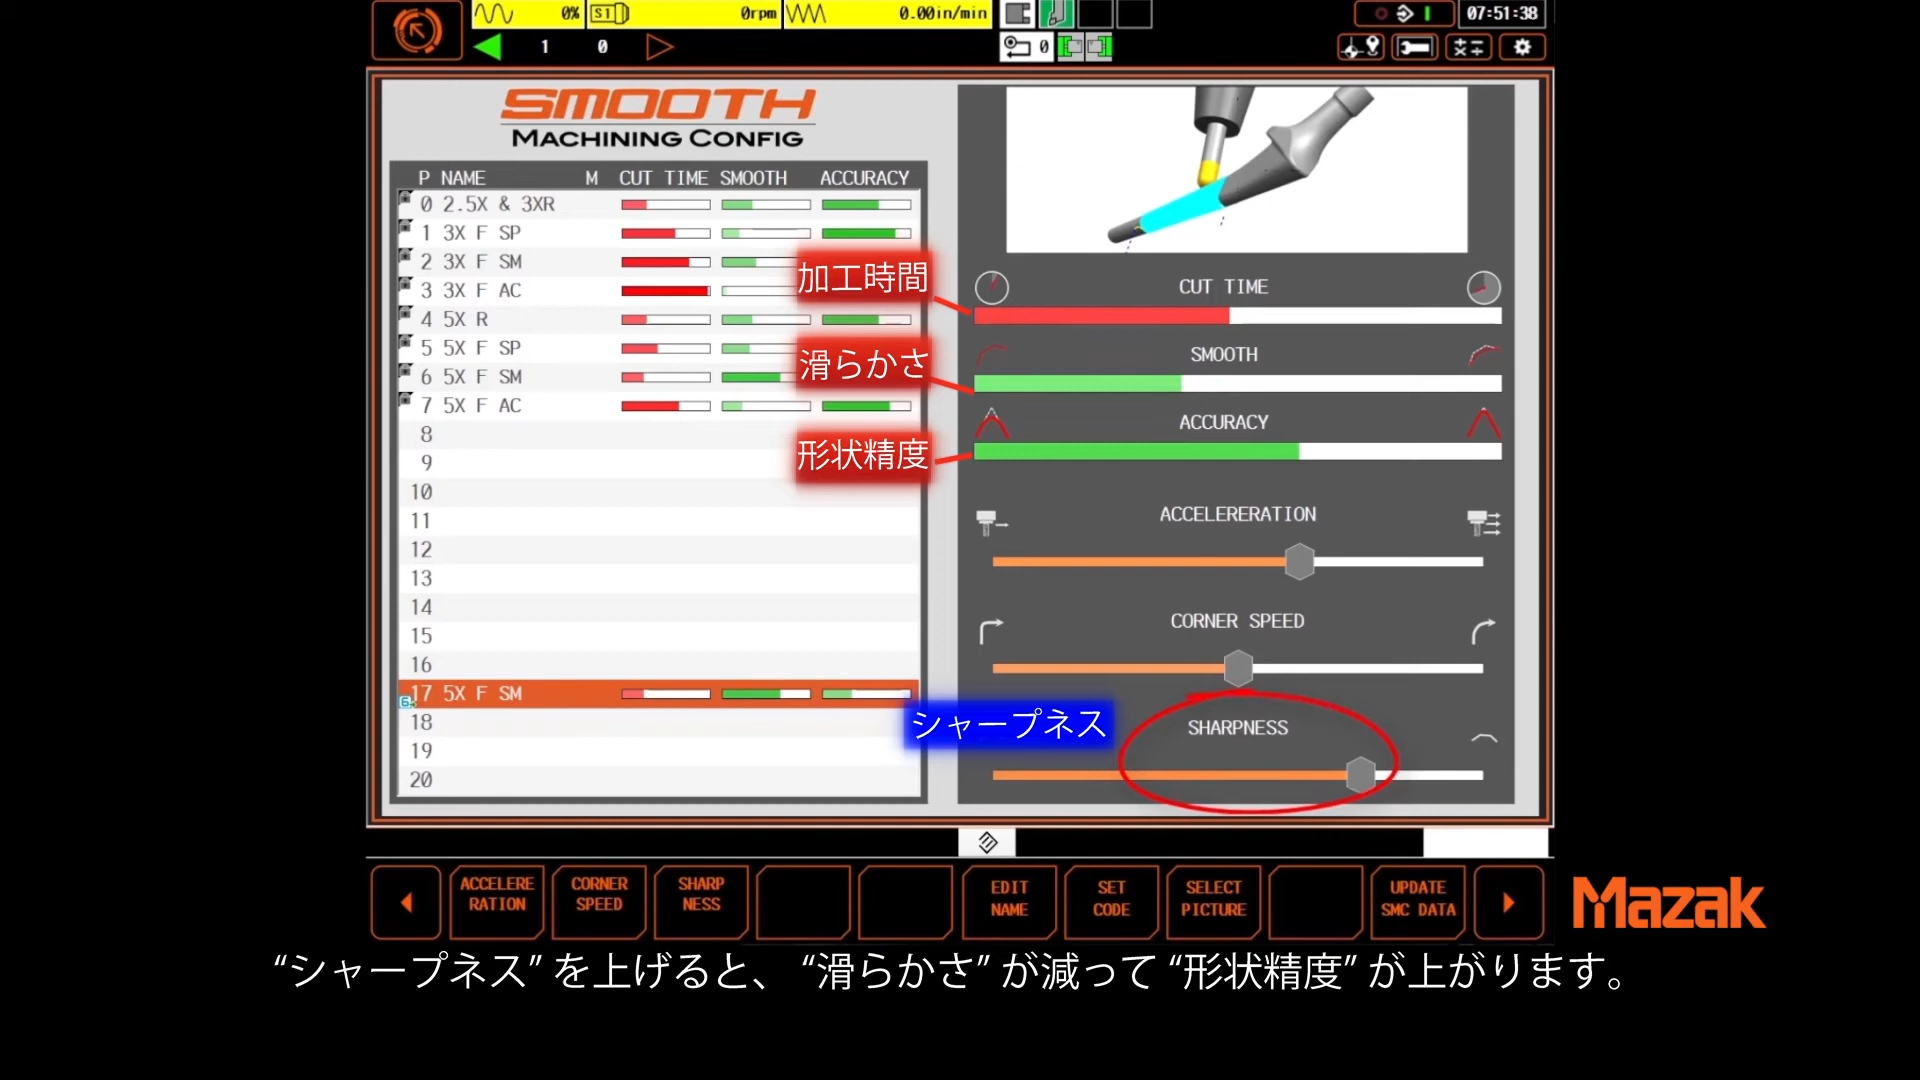 0%
S1
0rpm
0.00in/min
07:51:38
1 0
0
SMOOTH
MACHINING CONFIG
P NAME M CUT TIME SMOOTH ACCURACY
0 2.5X & 3XR
1 3X F SP
2 3X F SM
3 3X F AC
4 5X R
5 5X F SP
6 5X F SM
7 5X F AC
8
9
10
11
12
13
14
15
16
17 5X F SM
18
19
20
加工時間
滑らかさ
形状精度
シャープネス
CUT TIME
SMOOTH
ACCURACY
ACCELERERATION
CORNER SPEED
SHARPNESS
ACCELERE
RATION
CORNER
SPEED
SHARP
NESS
EDIT
NAME
SET
CODE
SELECT
PICTURE
UPDATE
SMC DATA
Mazak
“シャープネス” を上げると、 “滑らかさ” が減って “形状精度” が上がります。